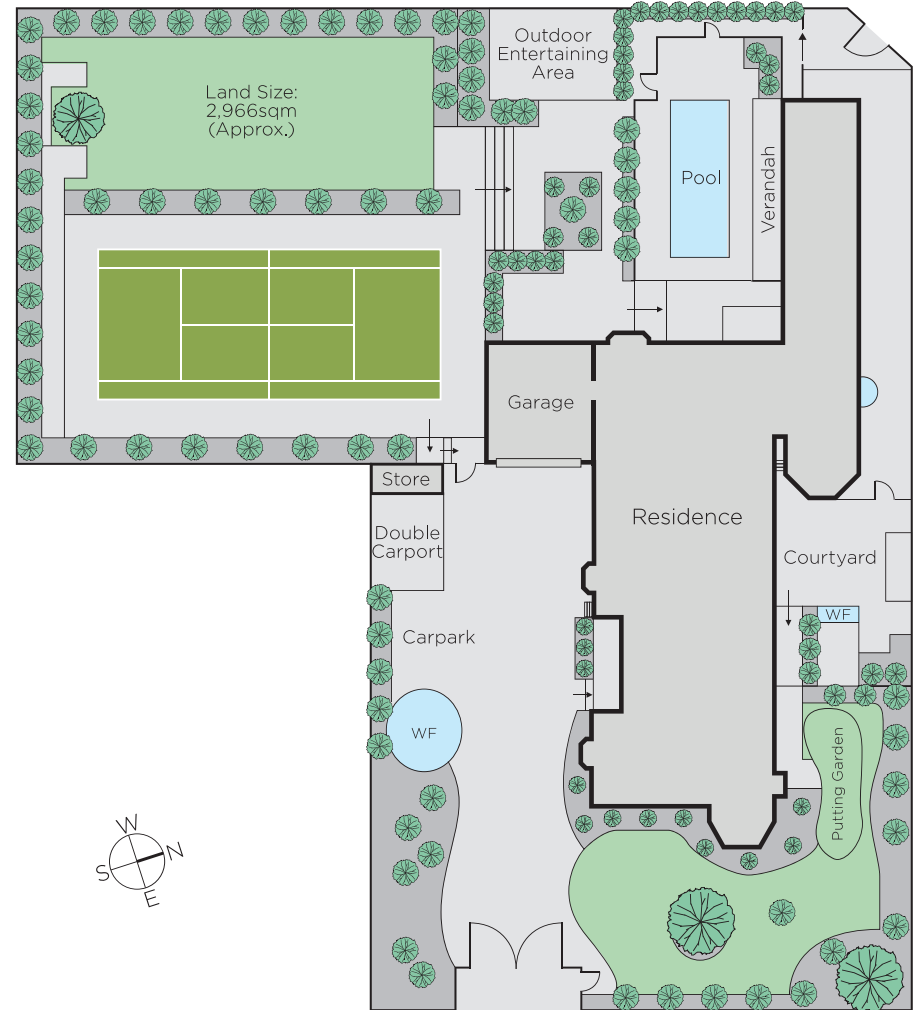 Outdoor
Entertaining
Area
Land Size:
2,966sqm
(Approx.)
Pool
Verandah
Garage
Store
Residence
Double
Carport
Courtyard
WF
Carpark
WF
Putting Garden
W
N
S
E